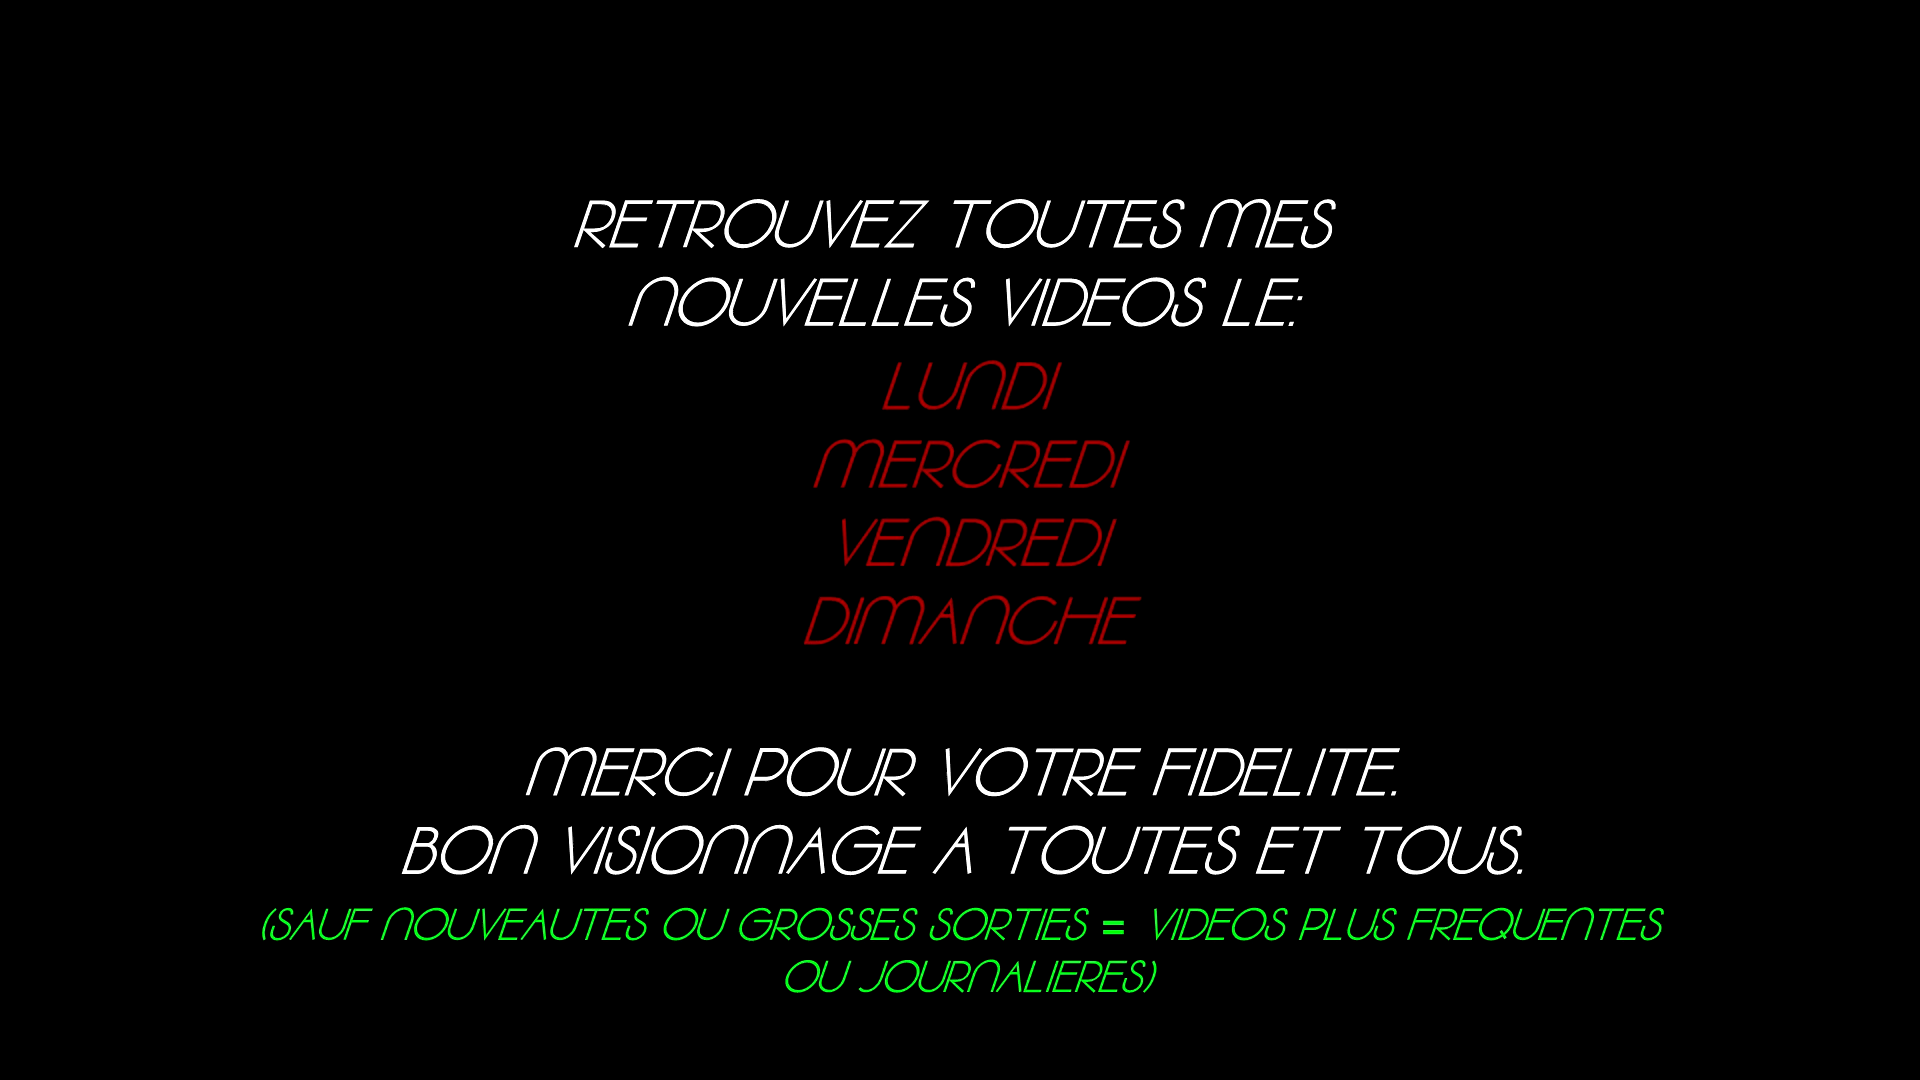 RETROUVEZ TOUTES MES
NOUVELLES VIDEOS LE:
LUNDI
MERCREDI
VENDREDI
DIMANCHE
MERCI POUR VOTRE FIDELITE.
BON VISIONNAGE A TOUTES ET TOUS.
(SAUF NOUVEAUTES OU GROSSES SORTIES = VIDEOS PLUS FREQUENTES
OU JOURNALIERES)